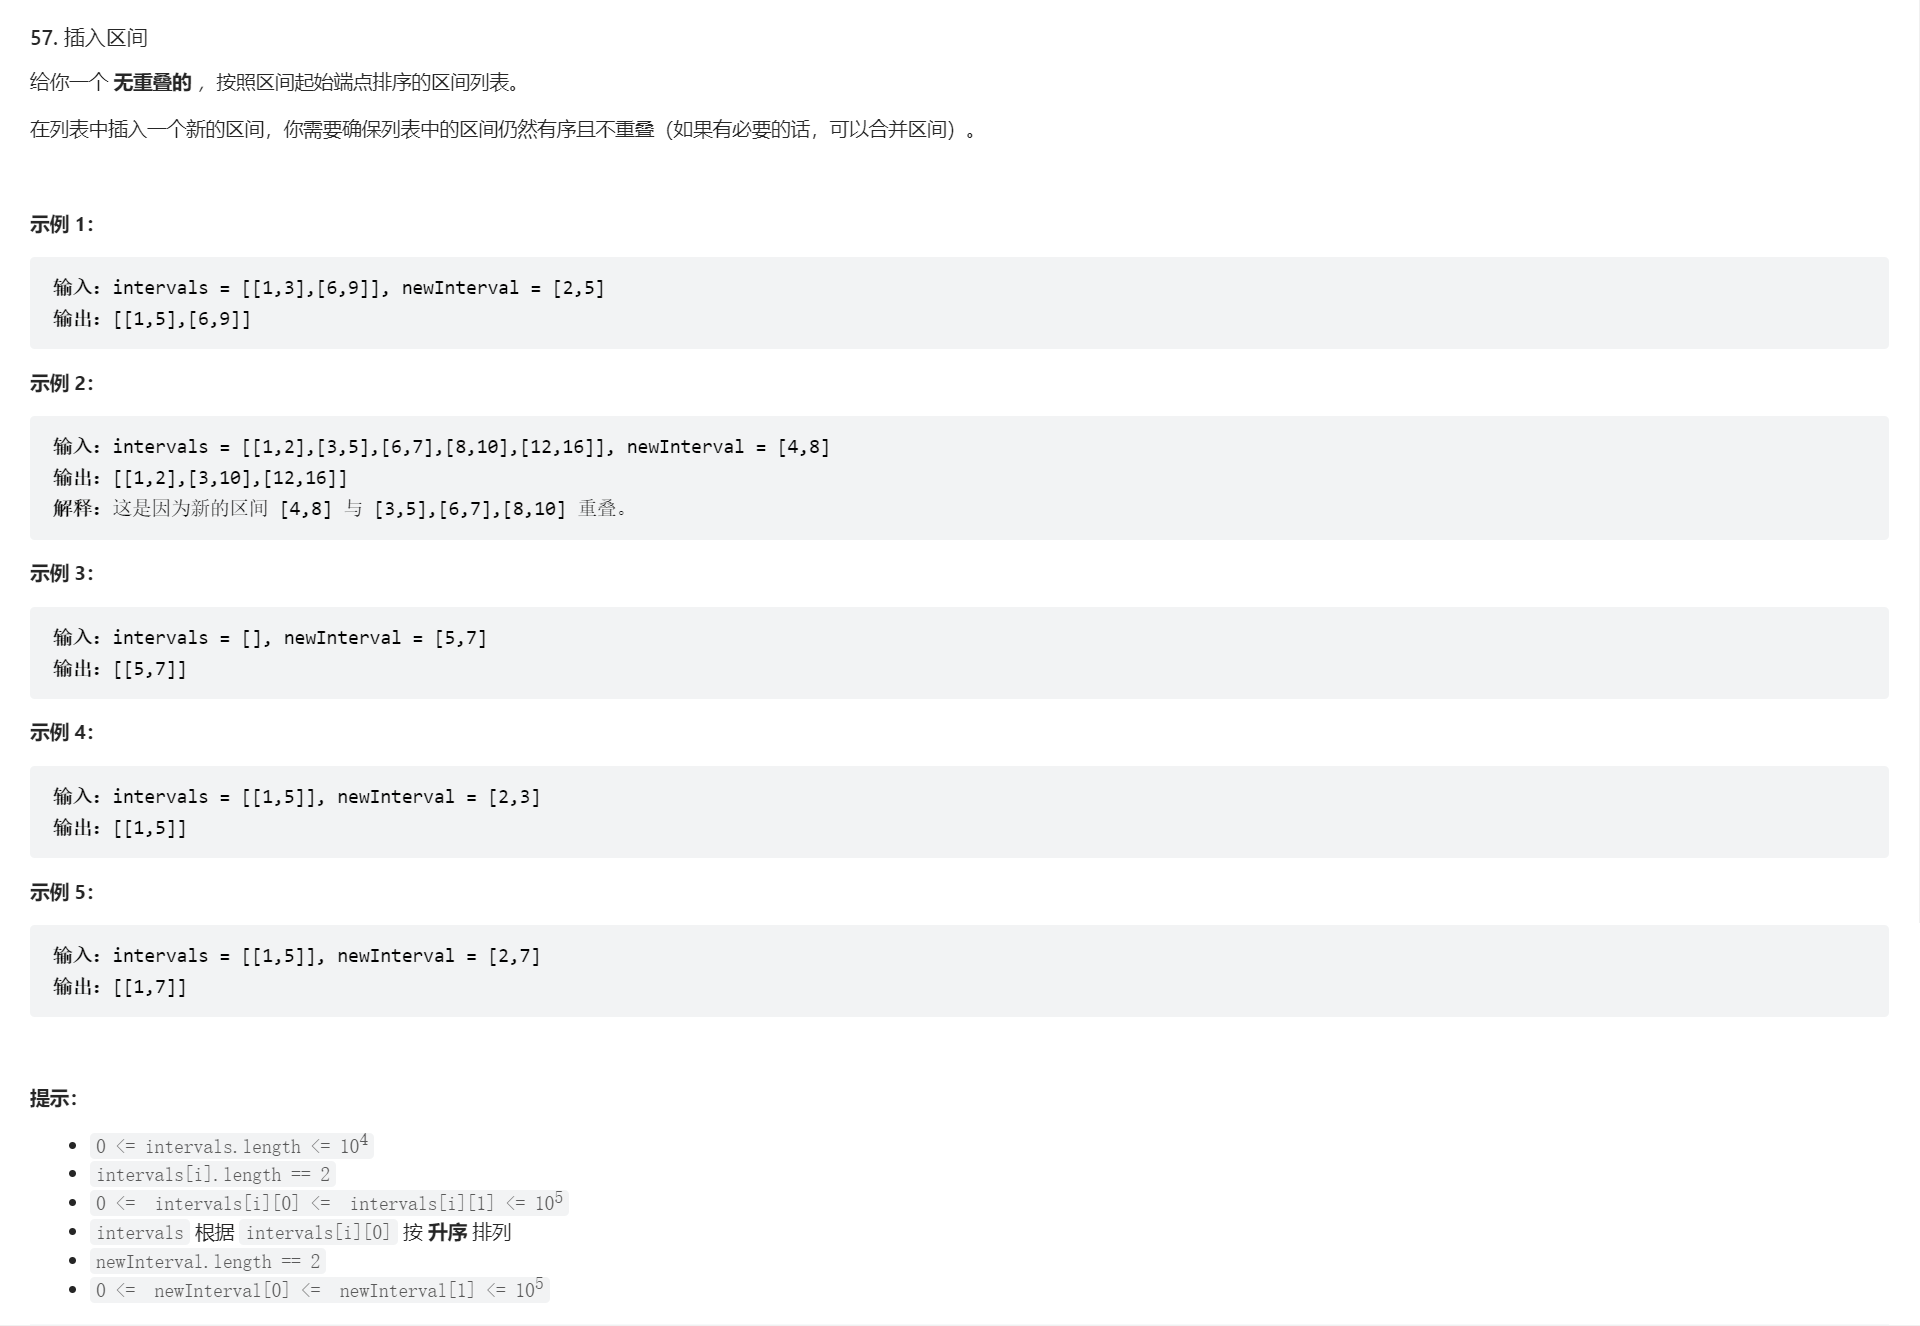 57. 插入区间
给你一个 无重叠的 ，按照区间起始端点排序的区间列表。
在列表中插入一个新的区间，你需要确保列表中的区间仍然有序且不重叠（如果有必要的话，可以合并区间）。
示例 1：
输入：intervals = [[1,3],[6,9]], newInterval = [2,5]
输出：[[1,5],[6,9]]
示例 2：
输入：intervals = [[1,2],[3,5],[6,7],[8,10],[12,16]], newInterval = [4,8]
输出：[[1,2],[3,10],[12,16]]
解释：这是因为新的区间 [4,8] 与 [3,5],[6,7],[8,10] 重叠。
示例 3：
输入：intervals = [], newInterval = [5,7]
输出：[[5,7]]
示例 4：
输入：intervals = [[1,5]], newInterval = [2,3]
输出：[[1,5]]
示例 5：
输入：intervals = [[1,5]], newInterval = [2,7]
输出：[[1,7]]
提示：
• 0 <= intervals.length <= 10⁴
• intervals[i].length == 2
• 0 <= intervals[i][0] <= intervals[i][1] <= 10⁵
• intervals 根据 intervals[i][0] 按 升序 排列
• newInterval.length == 2
• 0 <= newInterval[0] <= newInterval[1] <= 10⁵